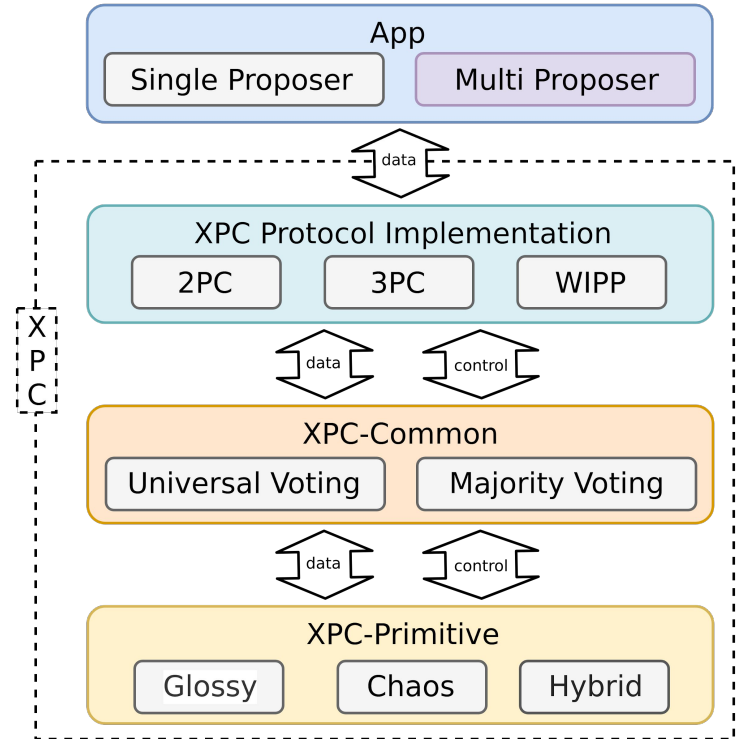 App
Single Proposer
Multi Proposer
data
XPC Protocol Implementation
2PC
3PC
WIPP
X
P
C
data
control
XPC-Common
Universal Voting
Majority Voting
data
control
XPC-Primitive
Glossy
Chaos
Hybrid